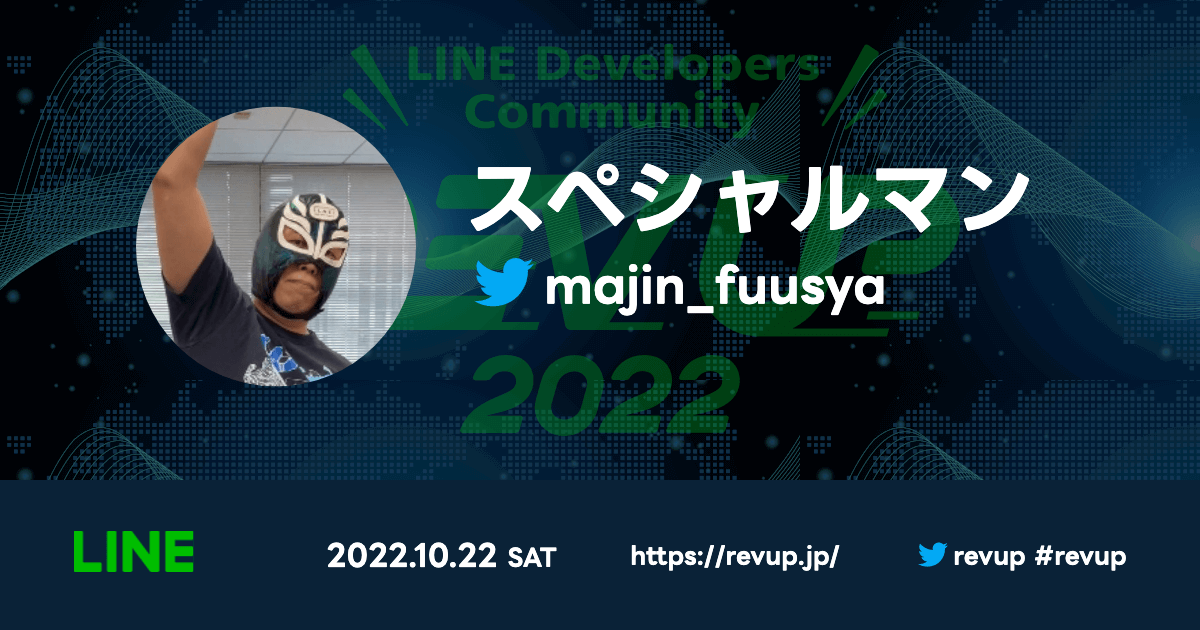 LINE Developers
Community
REVUP
2022
スペシャルマン
majin_fuusya
LINE
2022.10.22 SAT
https://revup.jp/
revup #revup